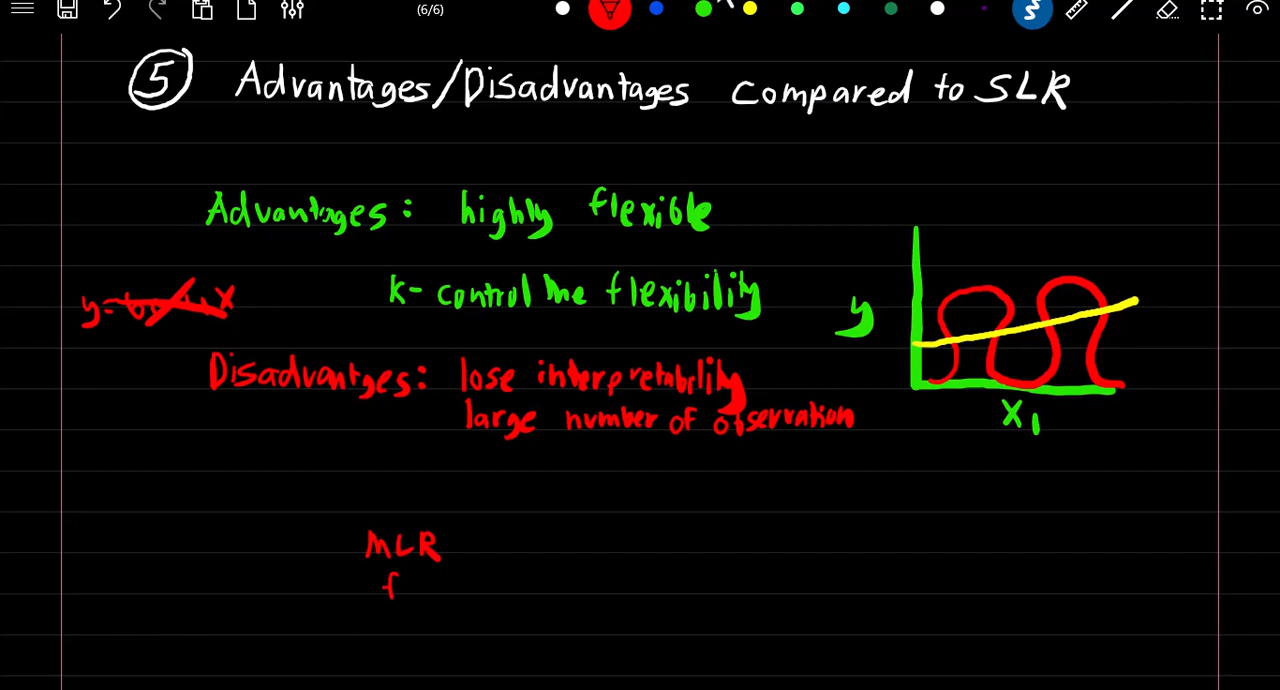 (6/6)
5 Advantages/Disadvantages compared to SLR
Advantages: highly flexible
k- control the flexibility
y=
x
y
Disadvantges: lose interpretability
large number of observation
x1
MLR
f